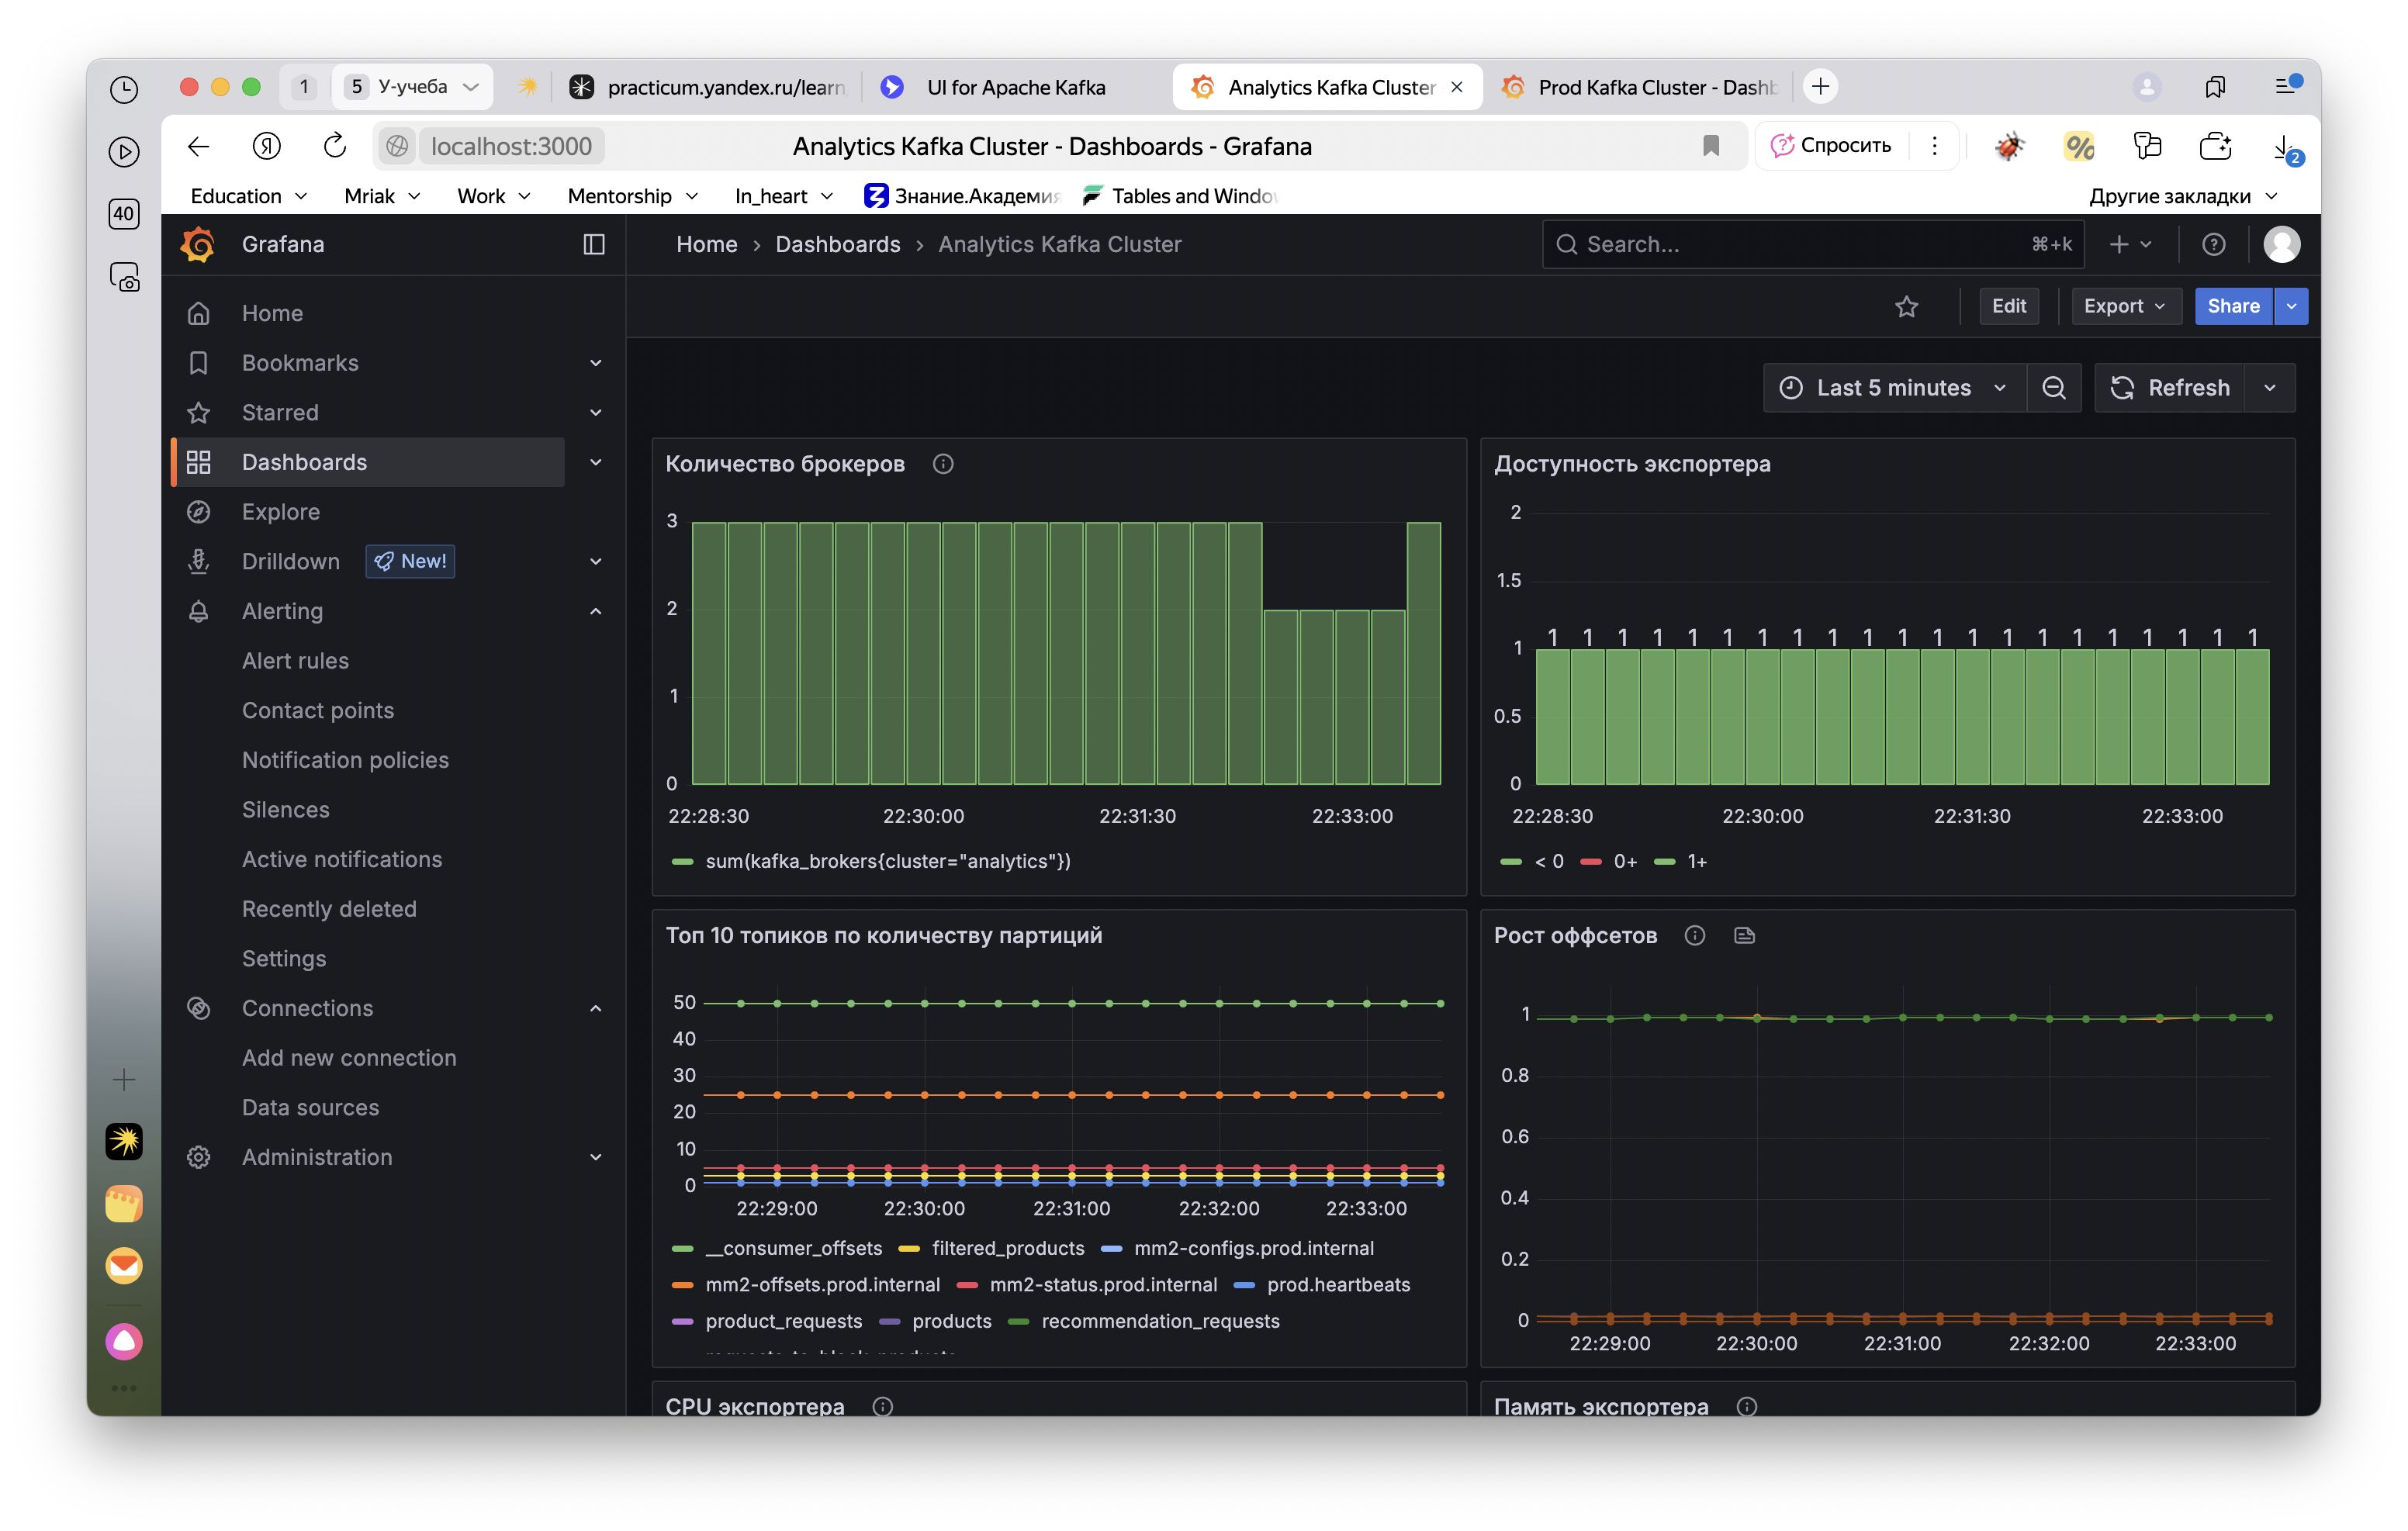 1
5 У-учеба
practicum.yandex.ru/learn
UI for Apache Kafka
Analytics Kafka Cluster
Prod Kafka Cluster - Dashb
40
localhost:3000
Analytics Kafka Cluster - Dashboards - Grafana
Спросить
2
Education
Mriak
Work
Mentorship
In_heart
Знание.Академия
Tables and Window
Другие закладки
Grafana
Home > Dashboards > Analytics Kafka Cluster
Search...
⌘+k
Edit
Export
Share
Home
Bookmarks
Starred
Dashboards
Explore
Drilldown
New!
Alerting
Alert rules
Contact points
Notification policies
Silences
Active notifications
Recently deleted
Settings
Connections
Add new connection
Data sources
Administration
Last 5 minutes
Refresh
Количество брокеров
3
2
1
0
22:28:30 22:30:00 22:31:30 22:33:00
sum(kafka_brokers{cluster="analytics"})
Доступность экспортера
2
1.5
1 1 1 1 1 1 1 1 1 1 1 1 1 1 1 1 1 1 1 1 1
1
0.5
0
22:28:30 22:30:00 22:31:30 22:33:00
< 0 0+ 1+
Топ 10 топиков по количеству партиций
50
40
30
20
10
0
22:29:00 22:30:00 22:31:00 22:32:00 22:33:00
__consumer_offsets filtered_products mm2-configs.prod.internal
mm2-offsets.prod.internal mm2-status.prod.internal prod.heartbeats
product_requests products recommendation_requests
Рост оффсетов
1
0.8
0.6
0.4
0.2
0
22:29:00 22:30:00 22:31:00 22:32:00 22:33:00
CPU экспортера
Память экспортера